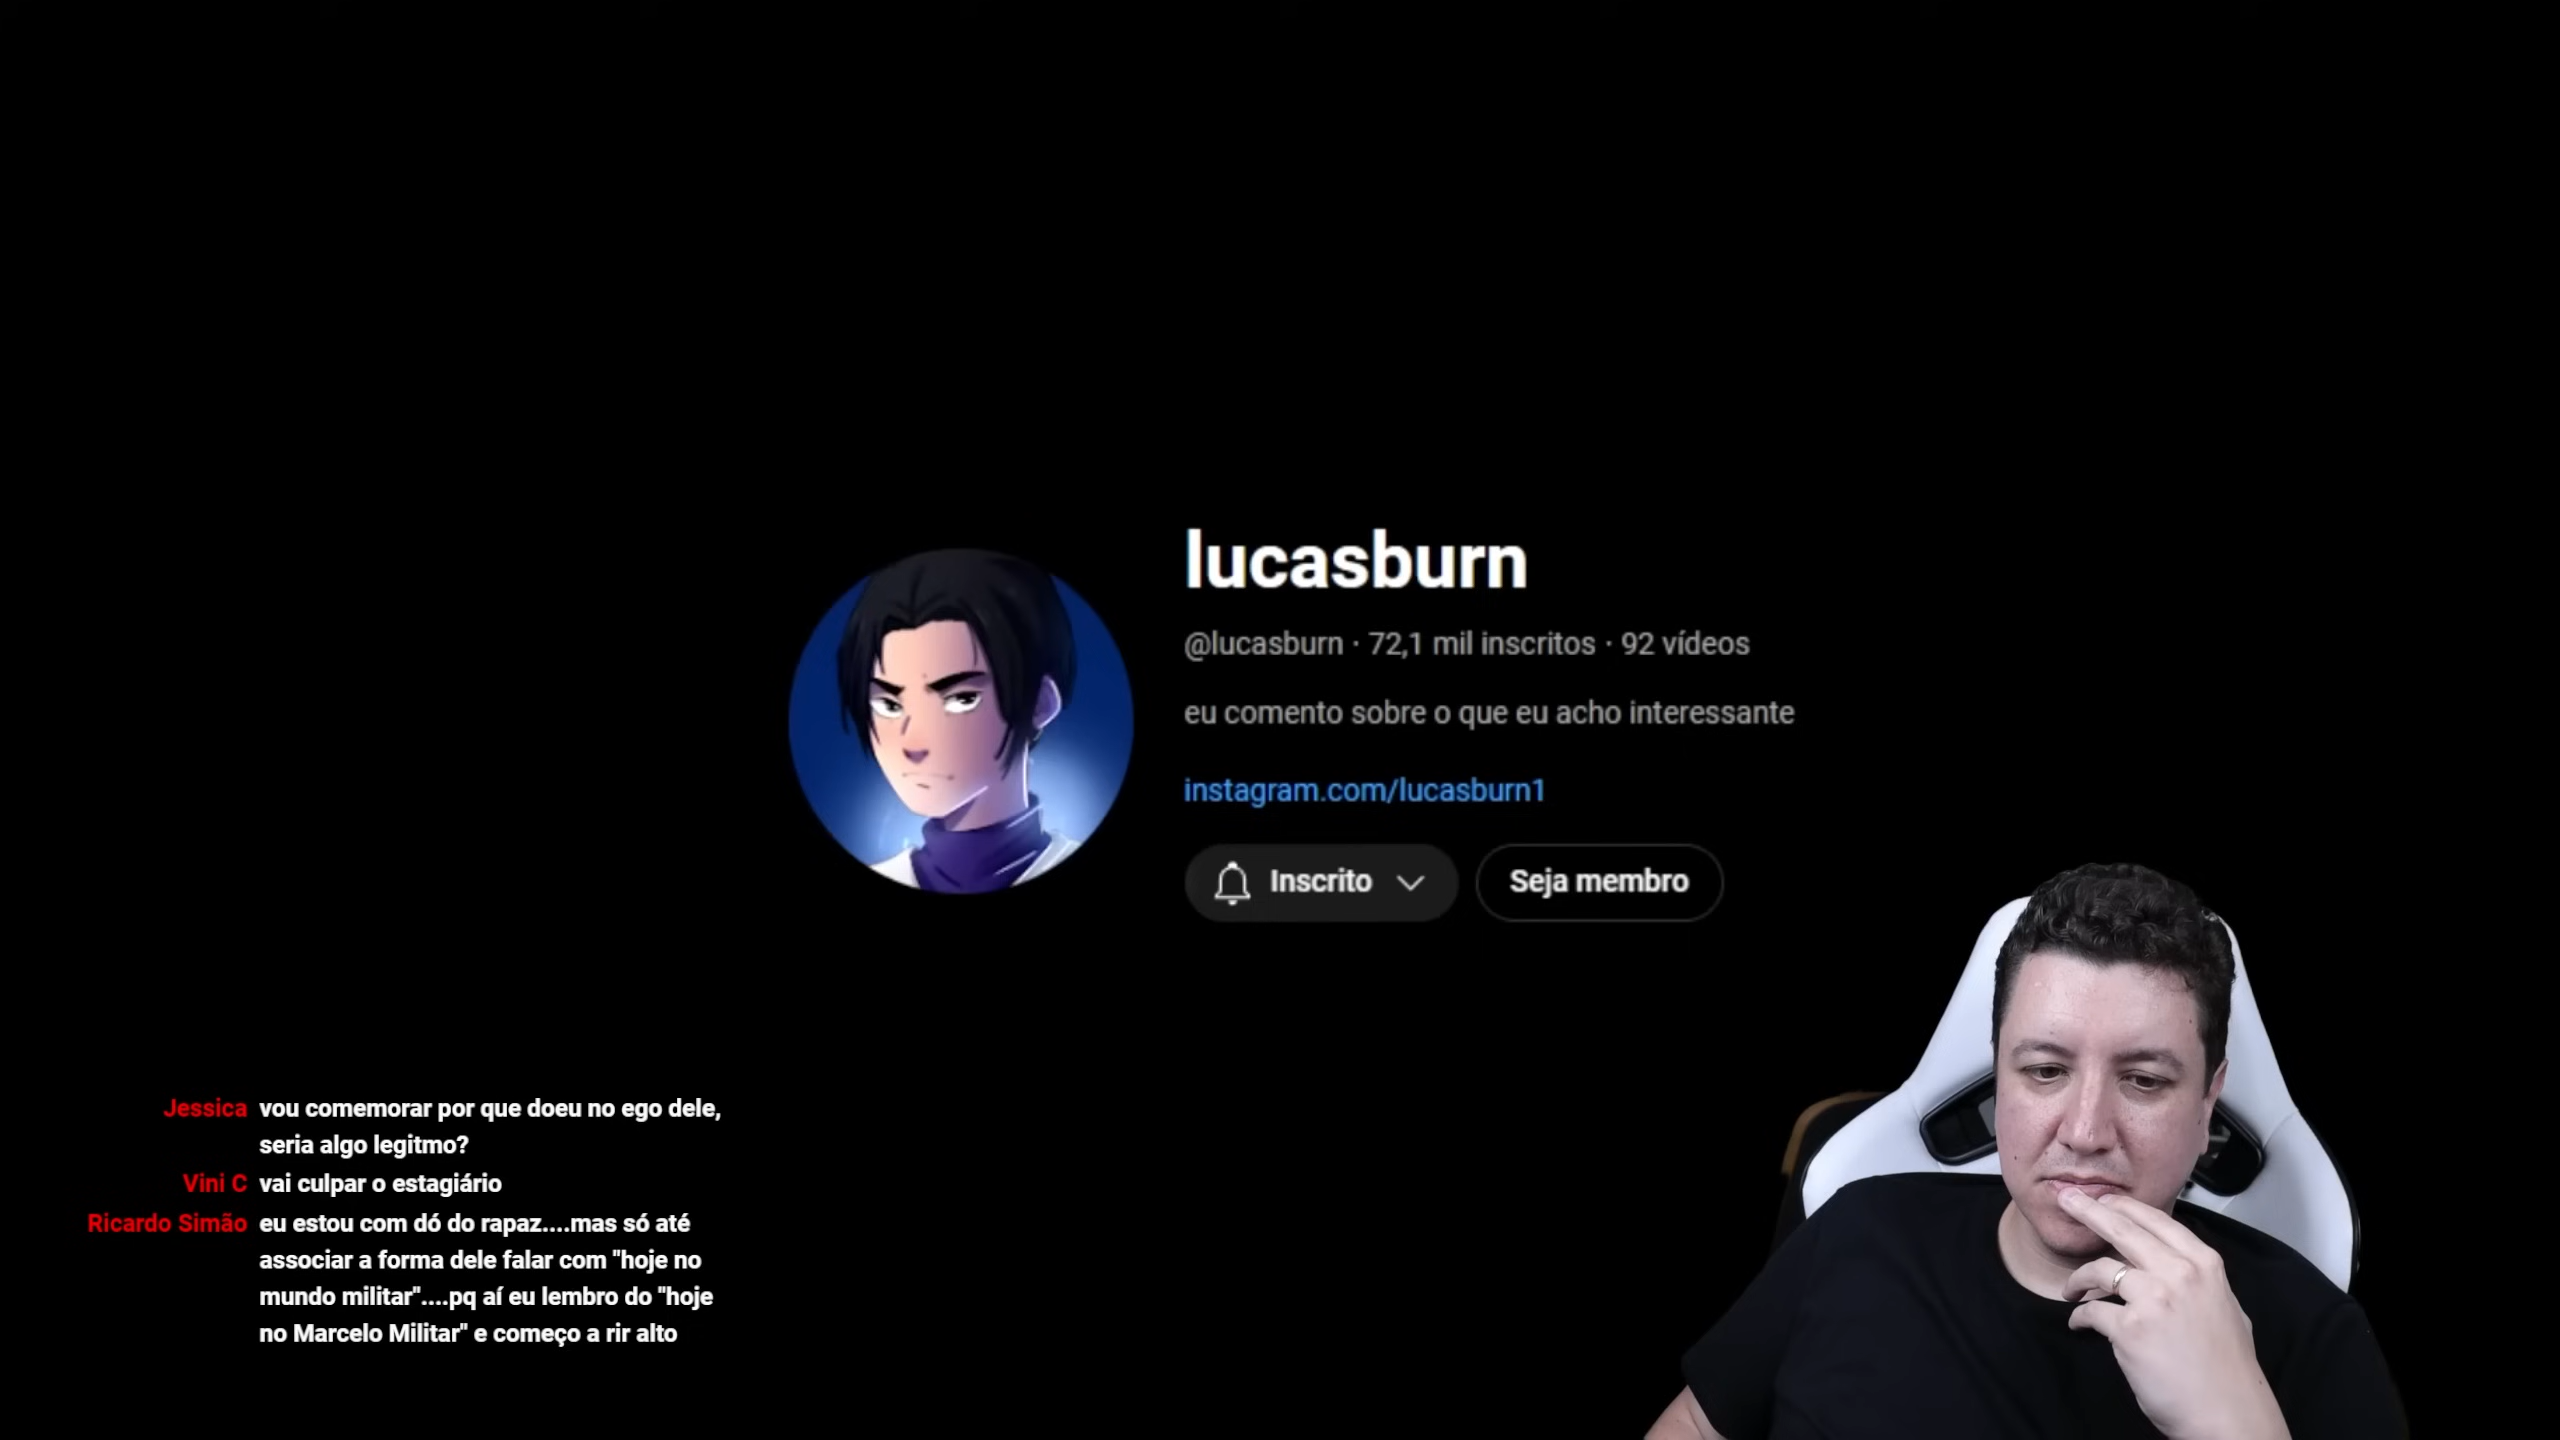 lucasburn
@lucasburn · 72,1 mil inscritos · 92 vídeos
eu comento sobre o que eu acho interessante
instagram.com/lucasburn1
Inscrito
Seja membro
Jessica vou comemorar por que doeu no ego dele,
seria algo legitmo?
Vini C vai culpar o estagiário
Ricardo Simão eu estou com dó do rapaz....mas só até
associar a forma dele falar com "hoje no
mundo militar"....pq aí eu lembro do "hoje
no Marcelo Militar" e começo a rir alto